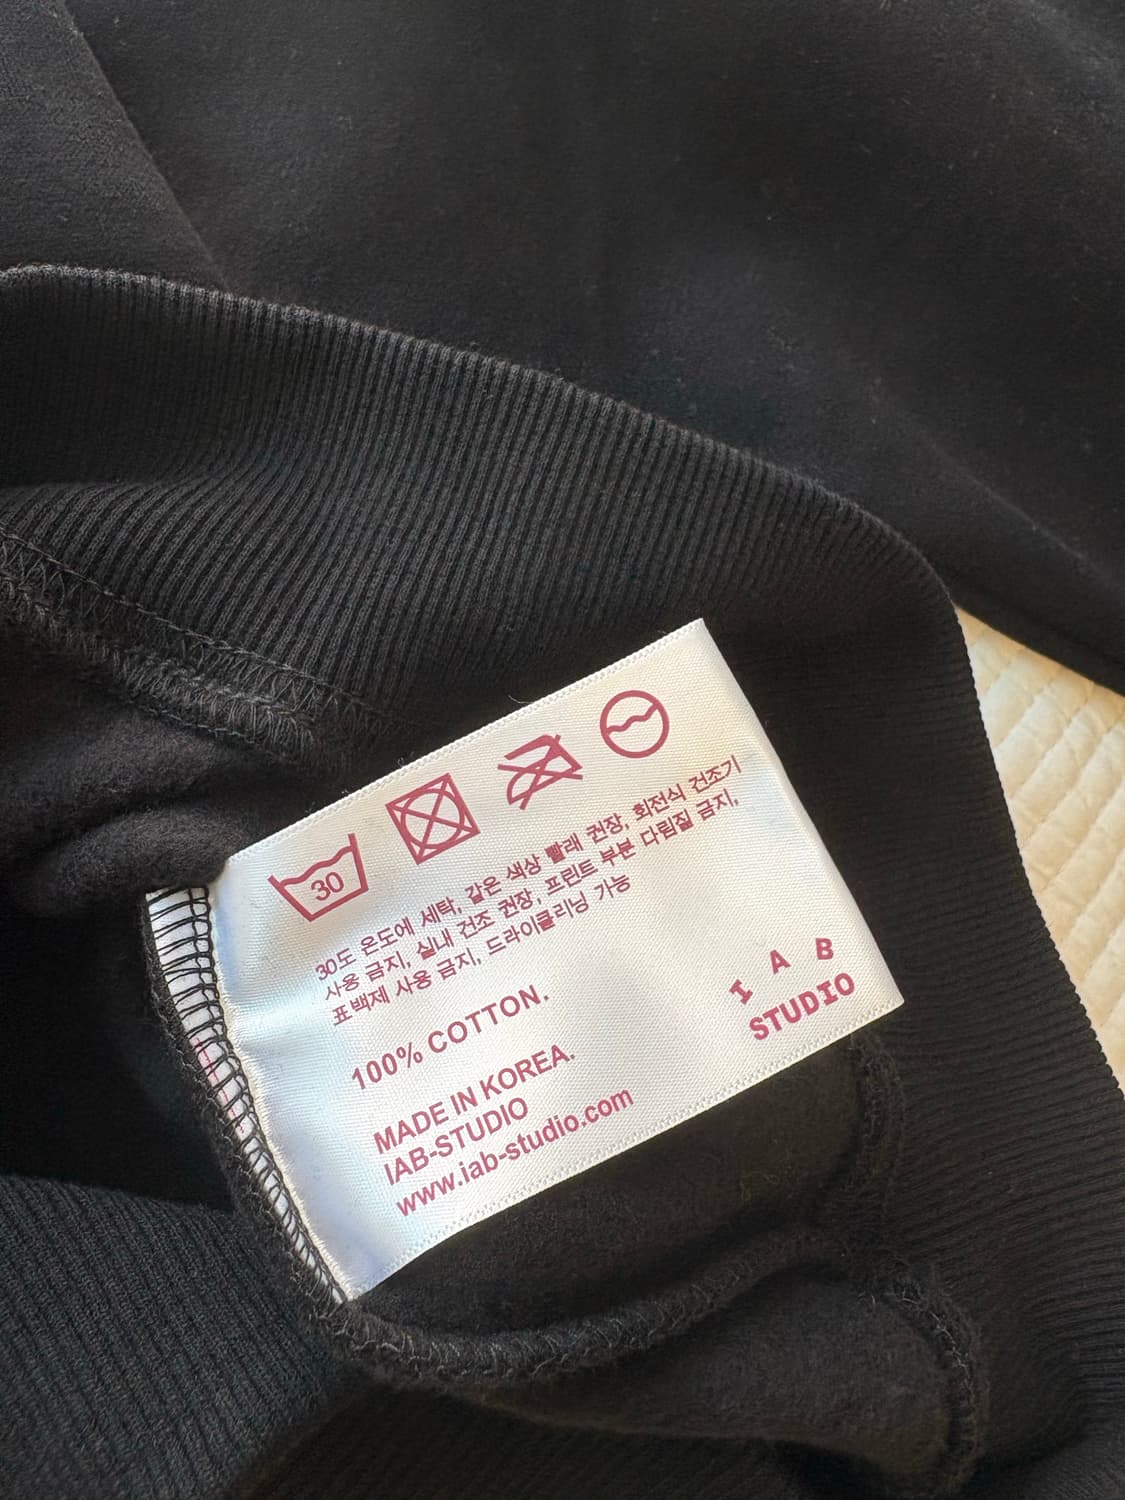 30
30도 온도에 세탁, 같은 색상 빨래 권장, 회전식 건조기
사용 금지, 실내 건조 권장, 프린트 부분 다림질 금지,
표백제 사용 금지, 드라이클리닝 가능
100% COTTON.
MADE IN KOREA.
IAB-STUDIO
www.iab-studio.com
I A B
STUDIO